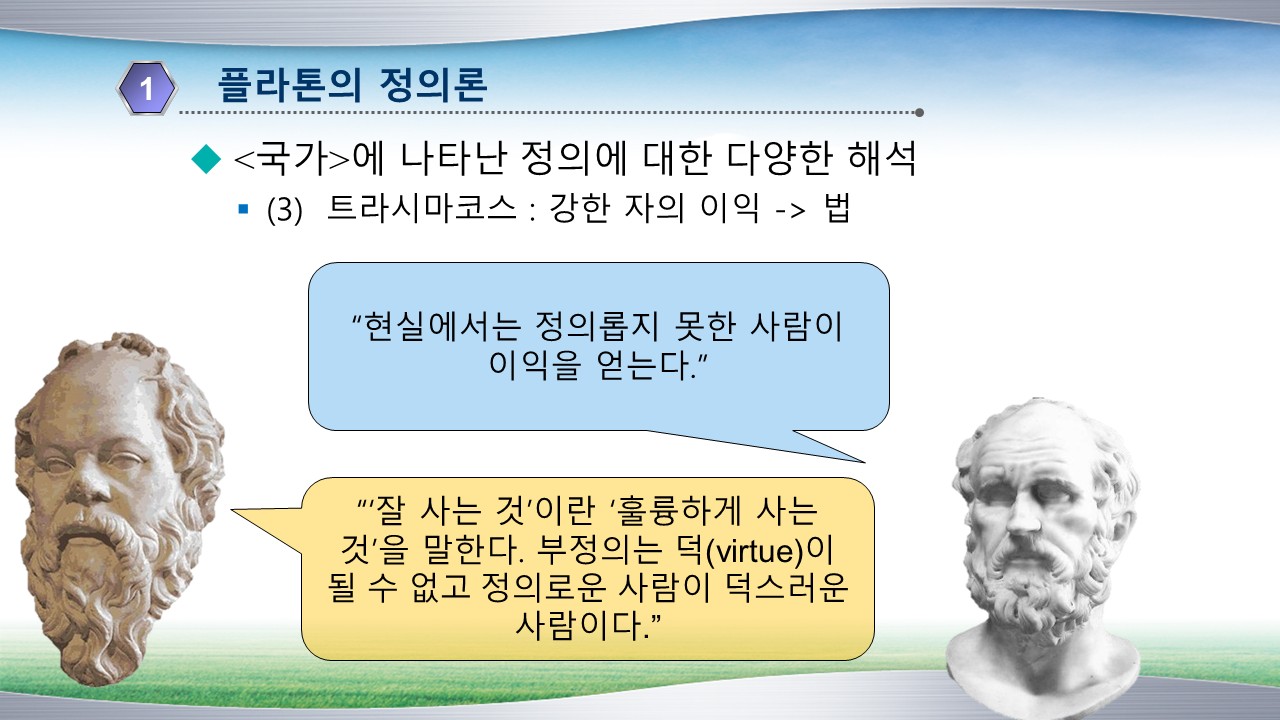 1
플라톤의 정의론
<국가>에 나타난 정의에 대한 다양한 해석
(3) 트라시마코스 : 강한 자의 이익 -> 법
“현실에서는 정의롭지 못한 사람이
이익을 얻는다.”
“‘잘 사는 것’이란 ‘훌륭하게 사는
것’을 말한다. 부정의는 덕(virtue)이
될 수 없고 정의로운 사람이 덕스러운
사람이다.”